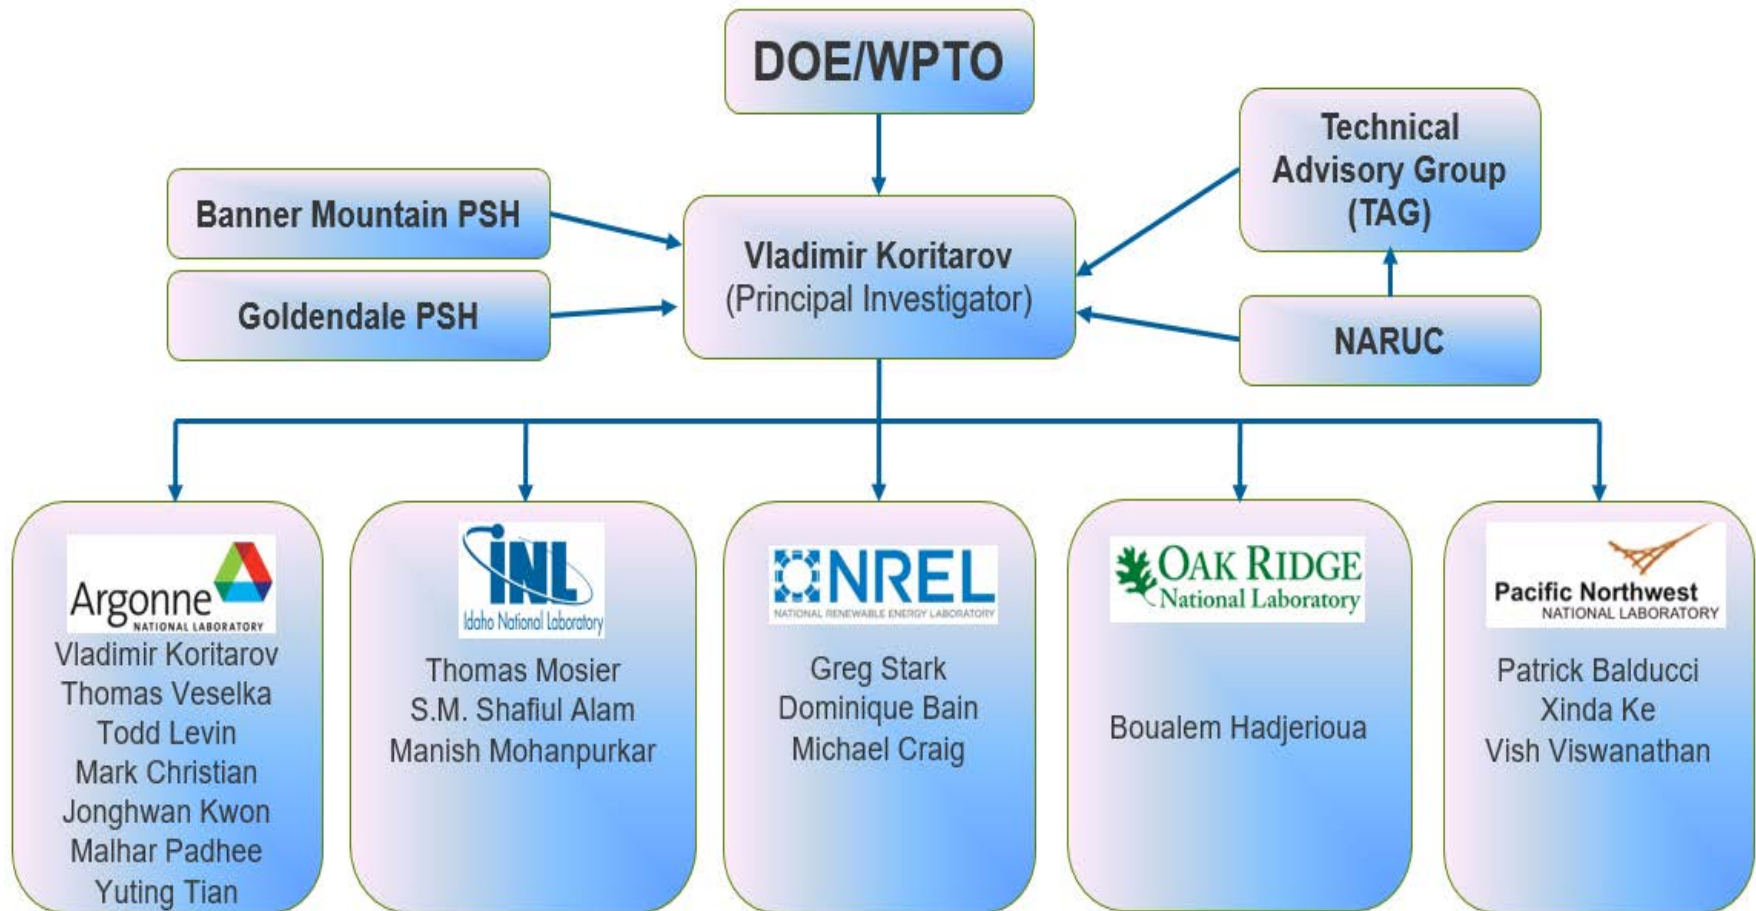 DOE/WPTO
Technical
Advisory Group
(TAG)
Banner Mountain PSH
Vladimir Koritarov
(Principal Investigator)
Goldendale PSH
NARUC
Argonne
NATIONAL LABORATORY
Vladimir Koritarov
Thomas Veselka
Todd Levin
Mark Christian
Jonghwan Kwon
Malhar Padhee
Yuting Tian
INL
Idaho National Laboratory
Thomas Mosier
S.M. Shafiul Alam
Manish Mohanpurkar
NREL
NATIONAL RENEWABLE ENERGY LABORATORY
Greg Stark
Dominique Bain
Michael Craig
OAK RIDGE
National Laboratory
Boualem Hadjerioua
Pacific Northwest
NATIONAL LABORATORY
Patrick Balducci
Xinda Ke
Vish Viswanathan